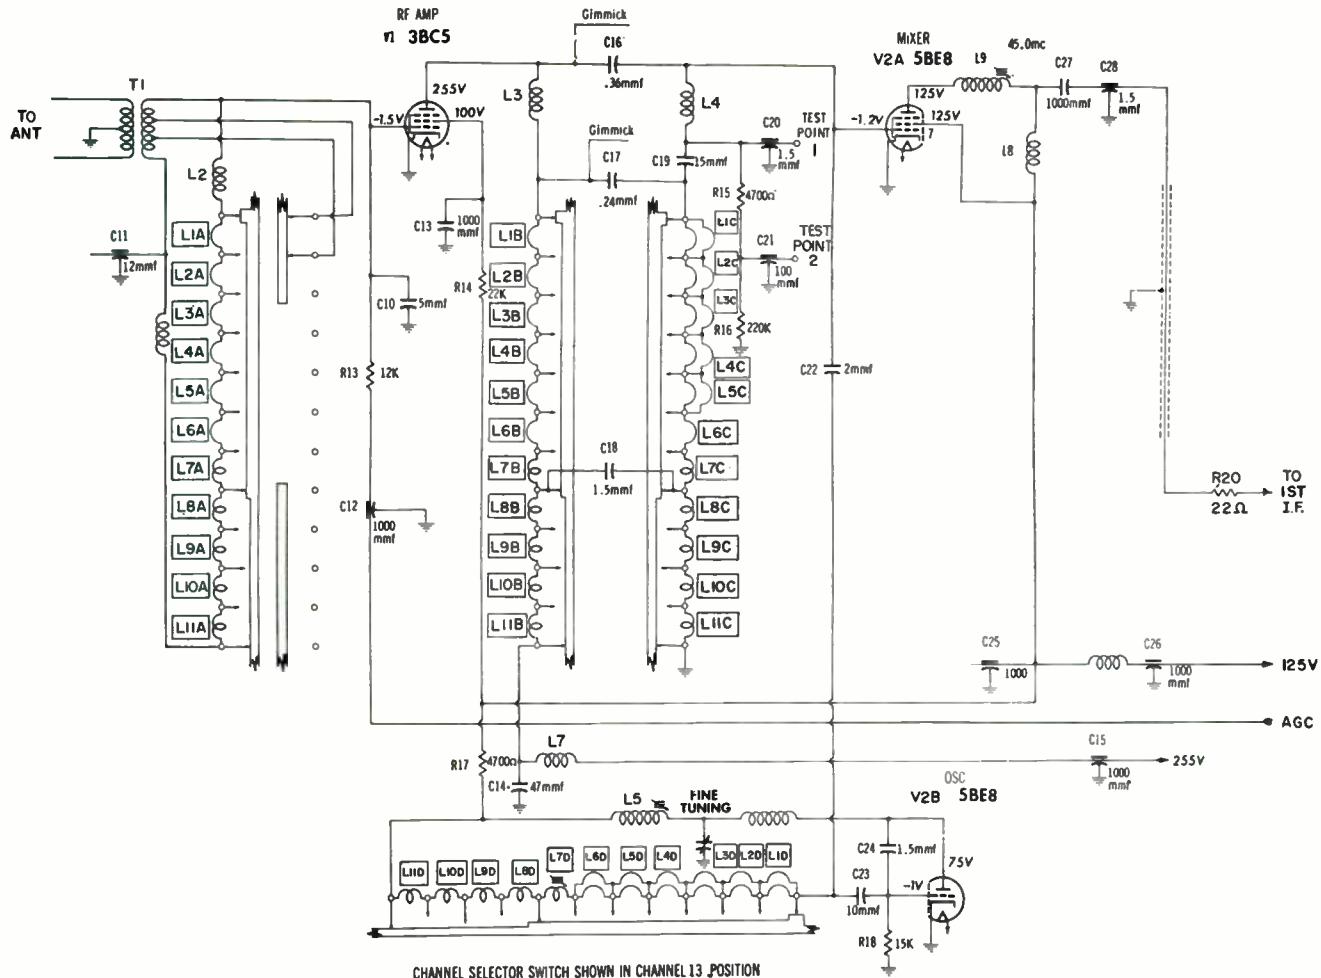 RF AMP
V1 3BC5
Gimmick
C16
.36mmf
MIXER
V2A 5BE8
L9
45.0mc
C27
1000mmf
C28
1.5
mmf
T1
TO
ANT
255V
100V
-1.5V
L3
L4
C20
1.5
mmf
TEST
POINT
1
-1.2V
125V
125V
7
L8
L2
Gimmick
C17
.24mmf
C19
15mmf
R15
4700Ω
C11
12mmf
C13
1000
mmf
R14
22K
C21
100
mmf
TEST
POINT
2
C10
5mmf
R16
220K
R13
12K
C22
2mmf
L1A
L2A
L3A
L4A
L5A
L6A
L7A
L8A
L9A
L10A
L11A
L1B
L2B
L3B
L4B
L5B
L6B
L7B
L8B
L9B
L10B
L11B
L1C
L2C
L3C
L4C
L5C
L6C
L7C
L8C
L9C
L10C
L11C
C18
1.5mmf
C12
1000
mmf
R20
22Ω
TO
1ST
I.F.
C25
1000
C26
1000
mmf
125V
AGC
R17
4700Ω
L7
C14
47mmf
C15
1000
mmf
255V
OSC
V2B 5BE8
L5
FINE
TUNING
C24
1.5mmf
75V
L11D
L10D
L9D
L8D
L7D
L6D
L5D
L4D
L3D
L2D
L1D
C23
10mmf
-1V
R18
15K
CHANNEL SELECTOR SWITCH SHOWN IN CHANNEL 13 POSITION